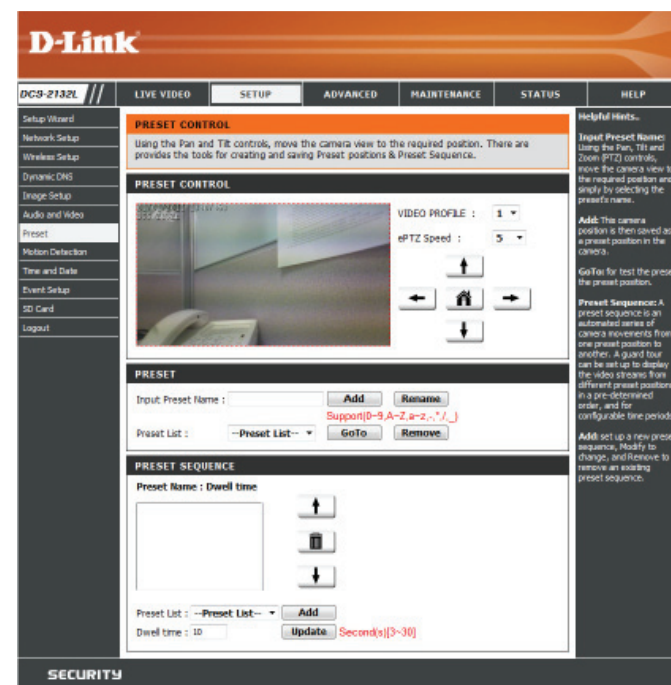 D-Link
DCS-2132L // LIVE VIDEO SETUP ADVANCED MAINTENANCE STATUS HELP
Setup Wizard
Network Setup
Wireless Setup
Dynamic DNS
Image Setup
Audio and Video
Preset
Motion Detection
Time and Date
Event Setup
SD Card
Logout
PRESET CONTROL
Using the Pan and Tilt controls, move the camera view to the required position. There are
provides the tools for creating and saving Preset positions & Preset Sequence.
PRESET CONTROL
VIDEO PROFILE : 1
ePTZ Speed : 5
PRESET
Input Preset Name : Add Rename
Support(0~9,A~Z,a~z,-,*,/,_)
Preset List : --Preset List-- GoTo Remove
PRESET SEQUENCE
Preset Name : Dwell time
Preset List : --Preset List-- Add
Dwell time : 10 Update Second(s)[3~30]
Helpful Hints..
Input Preset Name:
Using the Pan, Tilt and
Zoom (PTZ) controls,
move the camera view to
the required position and
simply by selecting the
preset's name.
Add: This camera
position is then saved as
a preset position in the
camera.
GoTo: for test the prese
the preset position.
Preset Sequence: A
preset sequence is an
automated series of
camera movements from
one preset position to
another. A guard tour
can be set up to display
the video streams from
different preset position
in a pre-determined
order, and for
configurable time periods
Add: set up a new prese
sequence, Modify to
change, and Remove to
remove an existing
preset sequence.
SECURITY